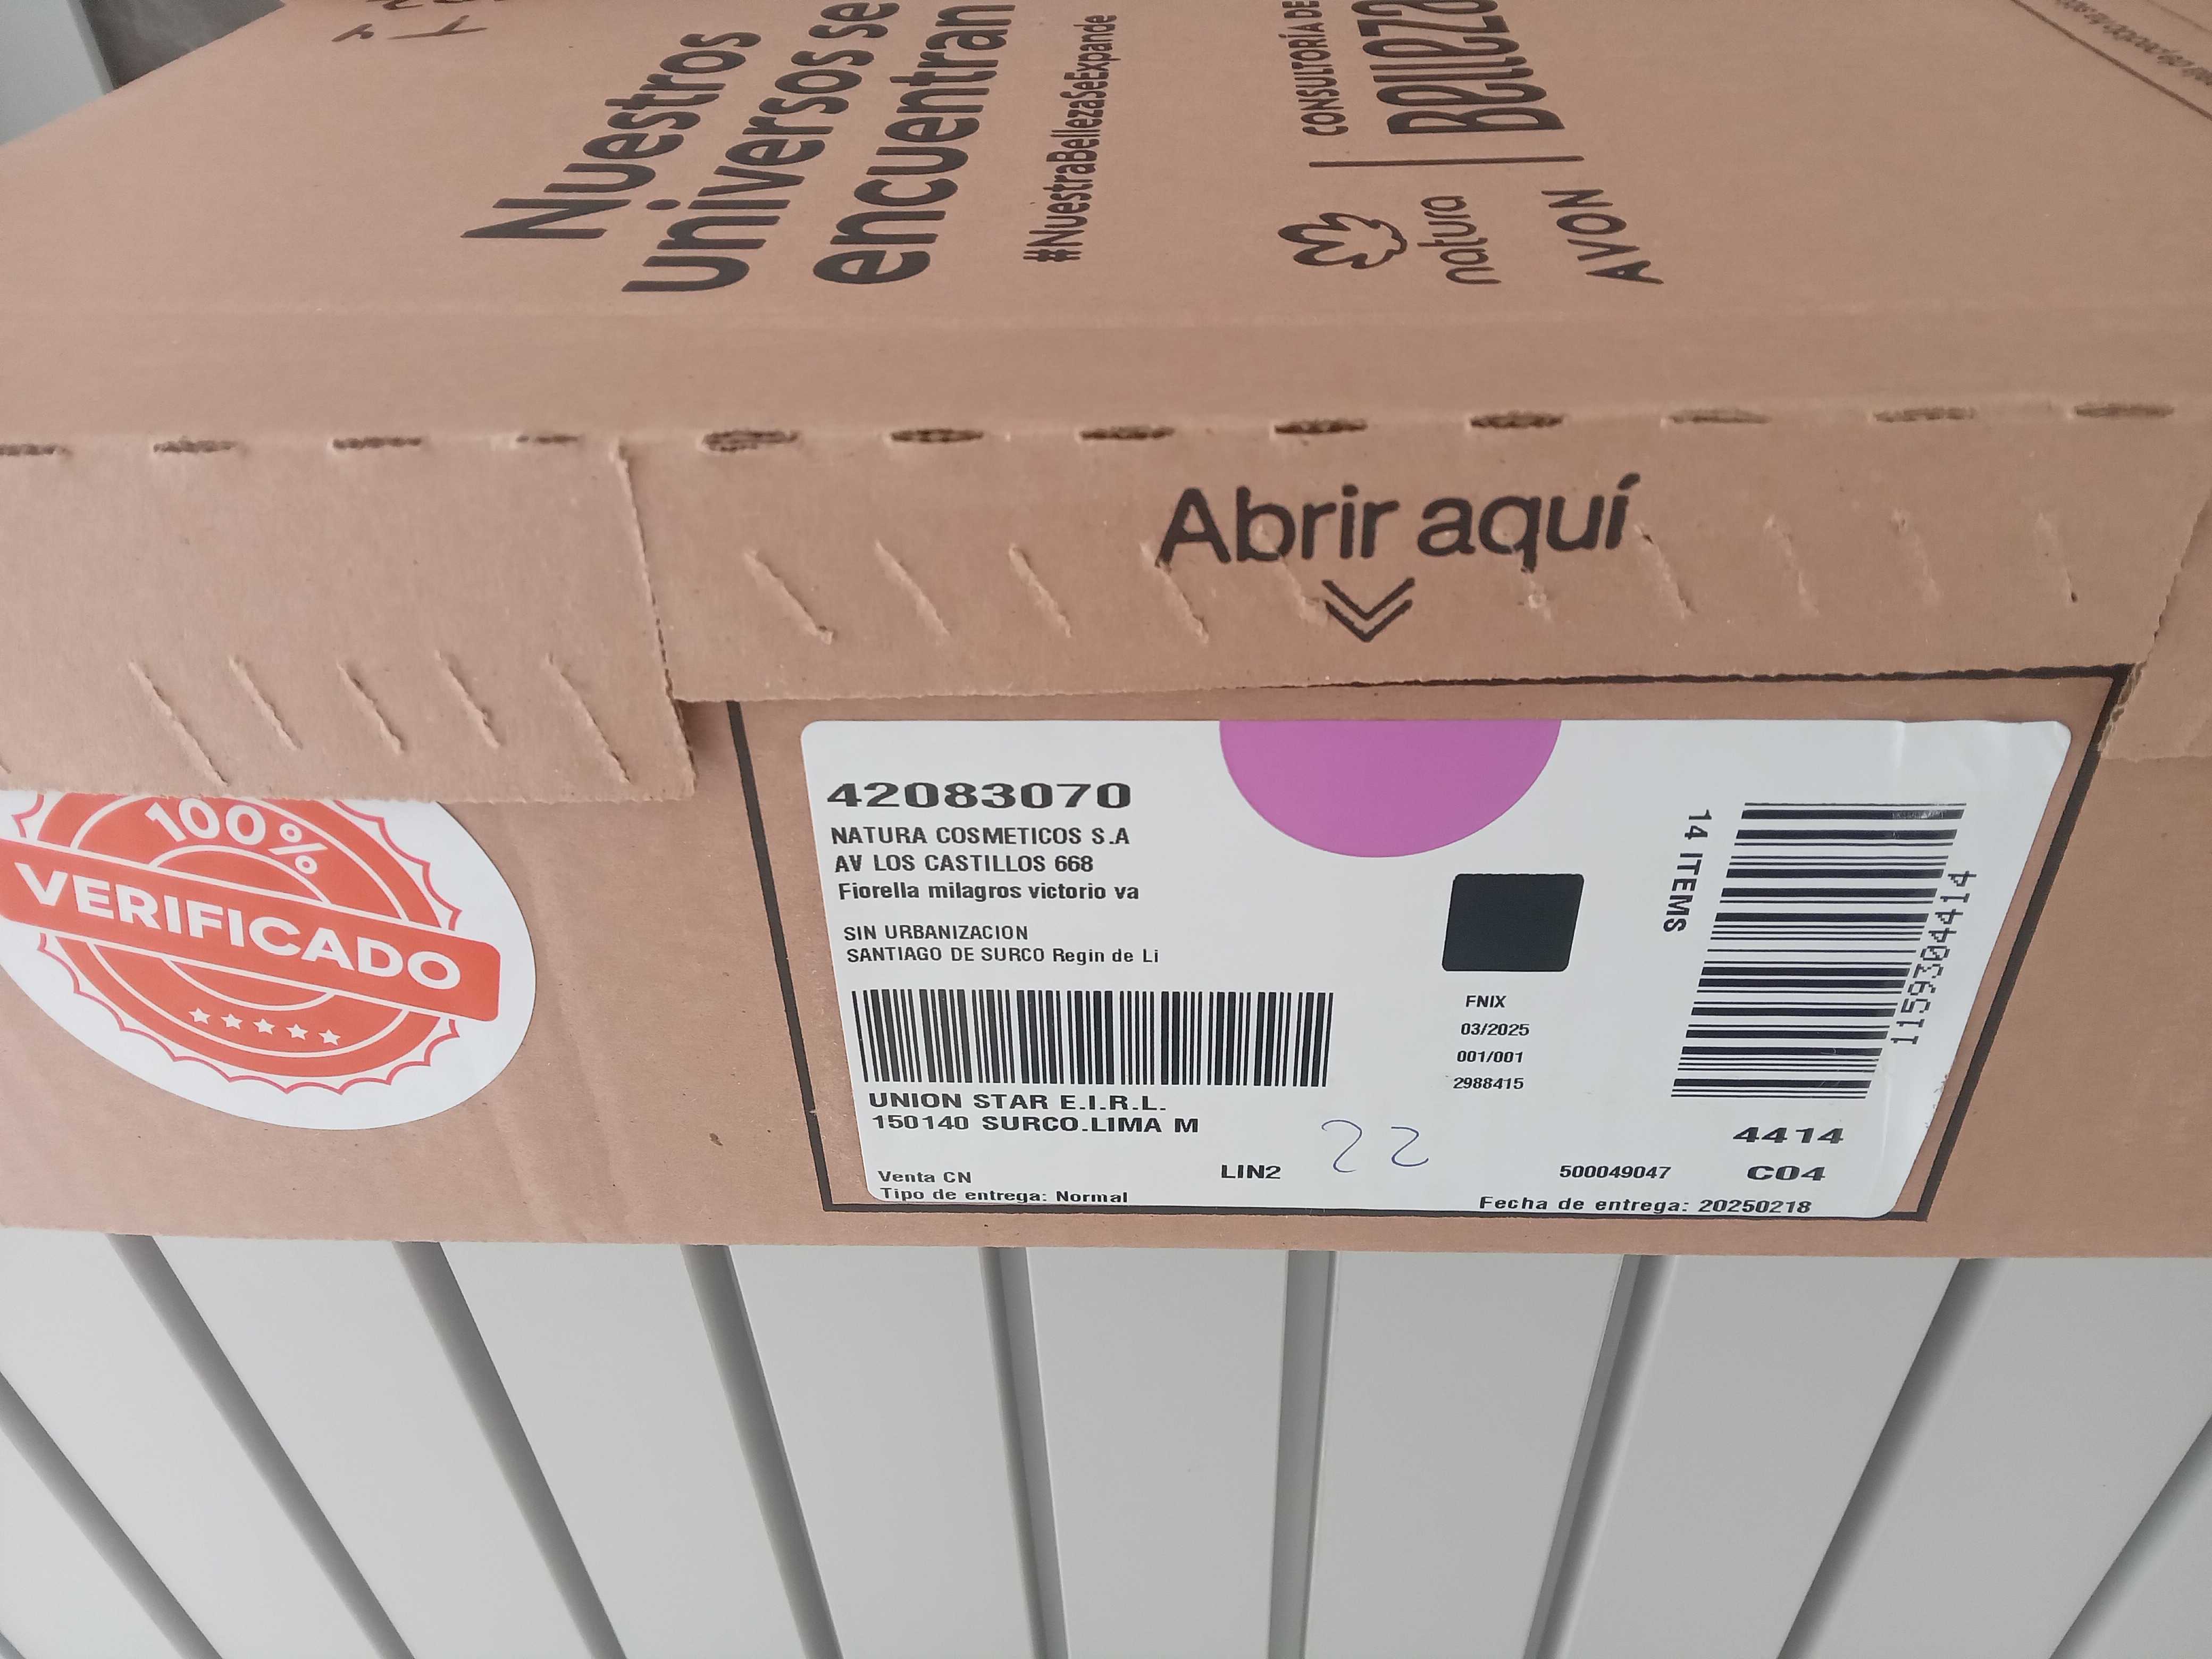 Nuestros
universos se
encuentran
#NuestraBellezaSeExpande
natura
AVON
CONSULTORÍA DE
BELLEZA
Abrir aquí
100%
VERIFICADO
42083070
NATURA COSMETICOS S.A
AV LOS CASTILLOS 668
Fiorella milagros victorio va
SIN URBANIZACION
SANTIAGO DE SURCO Regin de Li
UNION STAR E.I.R.L.
150140 SURCO.LIMA M
Venta CN
Tipo de entrega: Normal
LIN2
22
FNIX
03/2025
001/001
2988415
14 ITEMS
1159304414
4414
500049047
C04
Fecha de entrega: 20250218